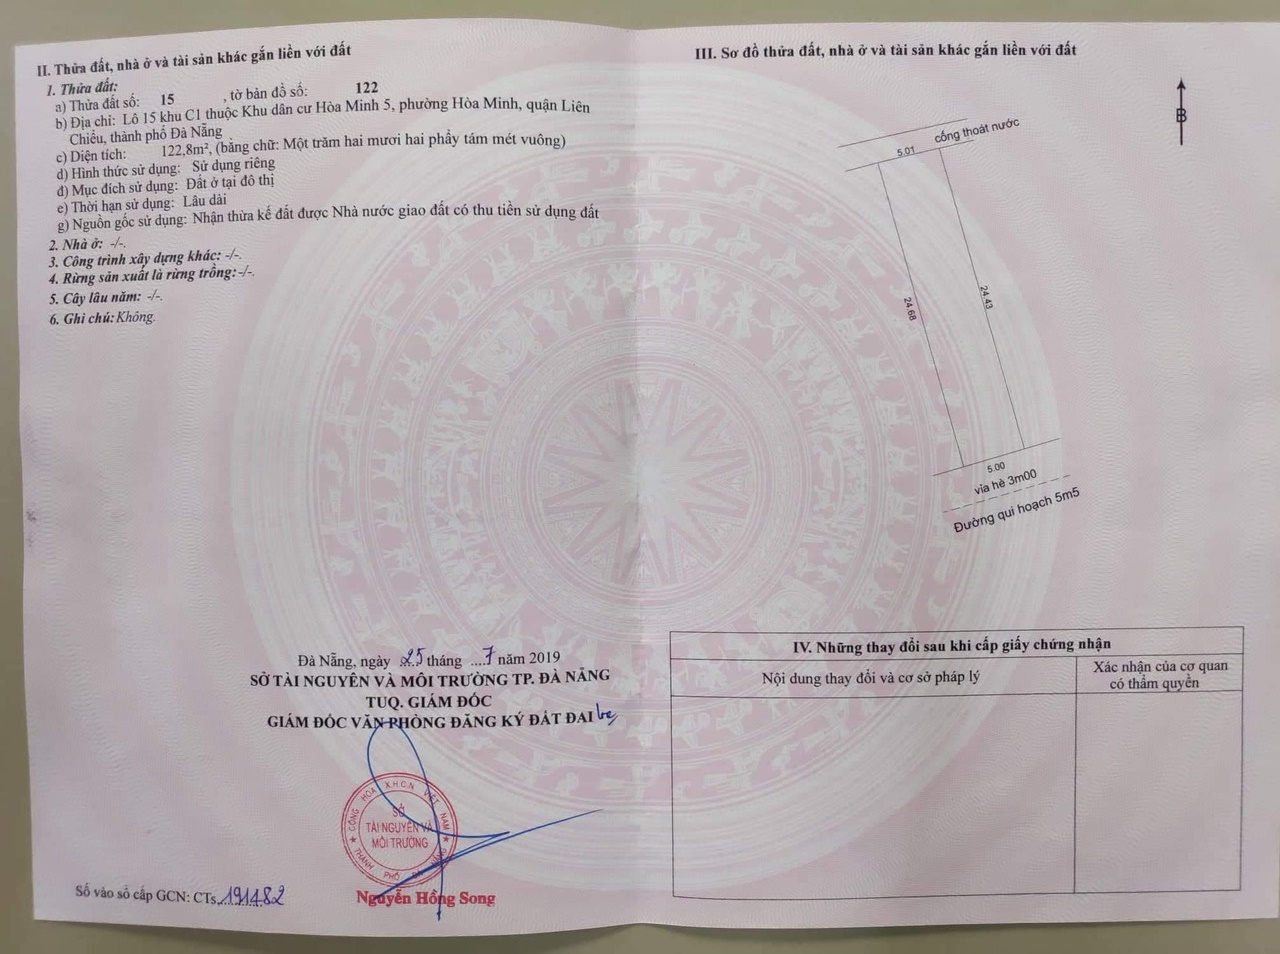 II. Thửa đất, nhà ở và tài sản khác gắn liền với đất
1. Thửa đất:
a) Thửa đất số: 15 , tờ bản đồ số: 122
b) Địa chỉ: Lô 15 khu C1 thuộc Khu dân cư Hòa Minh 5, phường Hòa Minh, quận Liên
Chiểu, thành phố Đà Nẵng
c) Diện tích: 122,8m², (bằng chữ: Một trăm hai mươi hai phẩy tám mét vuông)
d) Hình thức sử dụng: Sử dụng riêng
đ) Mục đích sử dụng: Đất ở tại đô thị
e) Thời hạn sử dụng: Lâu dài
g) Nguồn gốc sử dụng: Nhận thừa kế đất được Nhà nước giao đất có thu tiền sử dụng đất
2. Nhà ở: -/-.
3. Công trình xây dựng khác: -/-.
4. Rừng sản xuất là rừng trồng: -/-.
5. Cây lâu năm: -/-.
6. Ghi chú: Không.
Đà Nẵng, ngày 25 tháng ....7 năm 2019
SỞ TÀI NGUYÊN VÀ MÔI TRƯỜNG TP. ĐÀ NẴNG
TUQ. GIÁM ĐỐC
GIÁM ĐỐC VĂN PHÒNG ĐĂNG KÝ ĐẤT ĐAI
CỘNG HÒA X.H.C.N VIỆT NAM
SỞ
TÀI NGUYÊN VÀ
MÔI TRƯỜNG
THÀNH PHỐ ĐÀ NẴNG
Nguyễn Hồng Song
Số vào sổ cấp GCN: CTs 191482
III. Sơ đồ thửa đất, nhà ở và tài sản khác gắn liền với đất
B
cống thoát nước
5.01
24.68
24.43
5.00
vỉa hè 3m00
Đường qui hoạch 5m5
IV. Những thay đổi sau khi cấp giấy chứng nhận
Nội dung thay đổi và cơ sở pháp lý
Xác nhận của cơ quan
có thẩm quyền